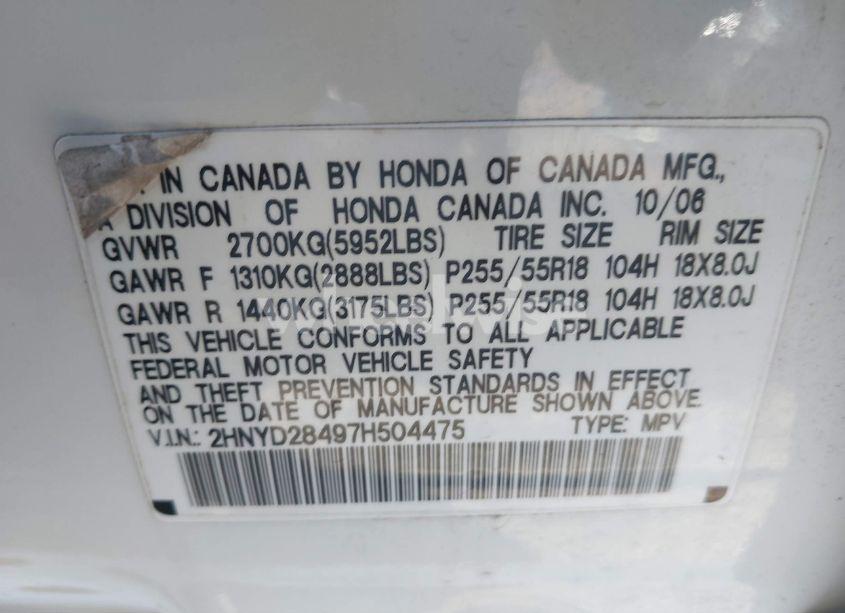 IN CANADA BY HONDA OF CANADA MFG.,
A DIVISION OF HONDA CANADA INC. 10/06
GVWR 2700KG(5952LBS) TIRE SIZE RIM SIZE
GAWR F 1310KG(2888LBS) P255/55R18 104H 18X8.0J
GAWR R 1440KG(3175LBS) P255/55R18 104H 18X8.0J
THIS VEHICLE CONFORMS TO ALL APPLICABLE
FEDERAL MOTOR VEHICLE SAFETY
AND THEFT PREVENTION STANDARDS IN EFFECT
ON THE DATE OF MANUFACTURE SHOWN ABOVE.
V.I.N.: 2HNYD28497H504475 TYPE: MPV